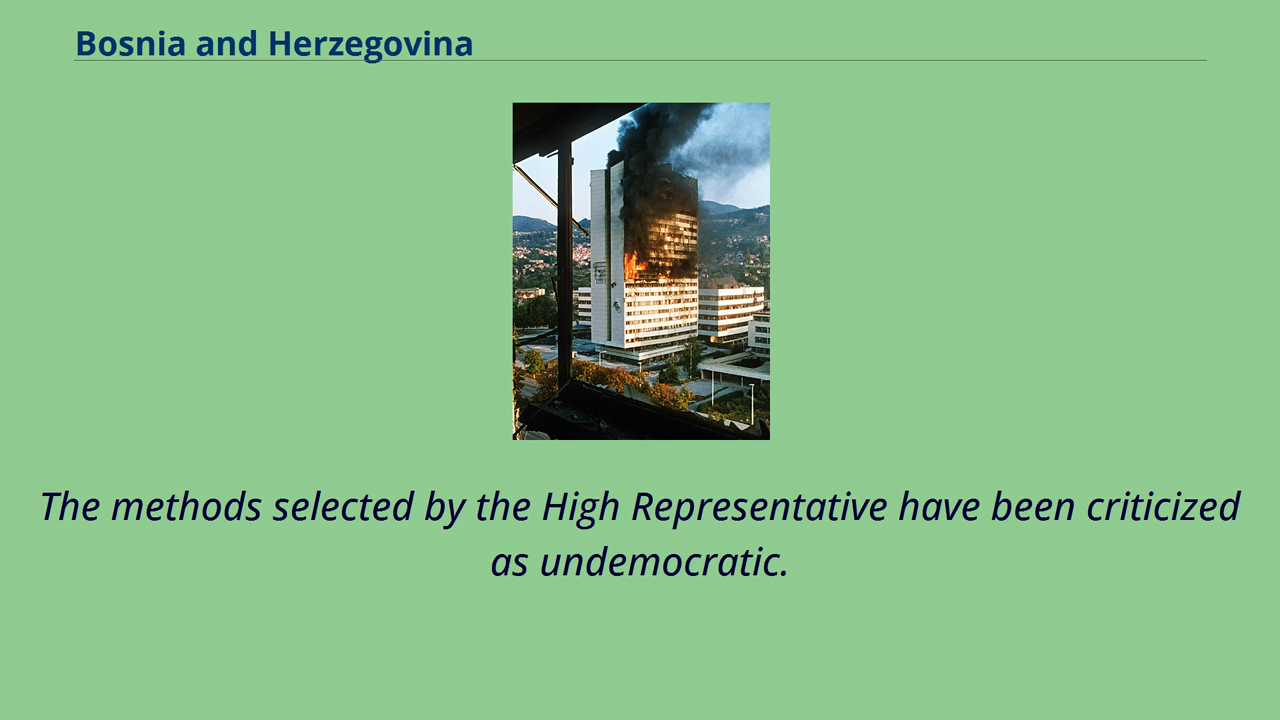 Bosnia and Herzegovina
The methods selected by the High Representative have been criticized
as undemocratic.